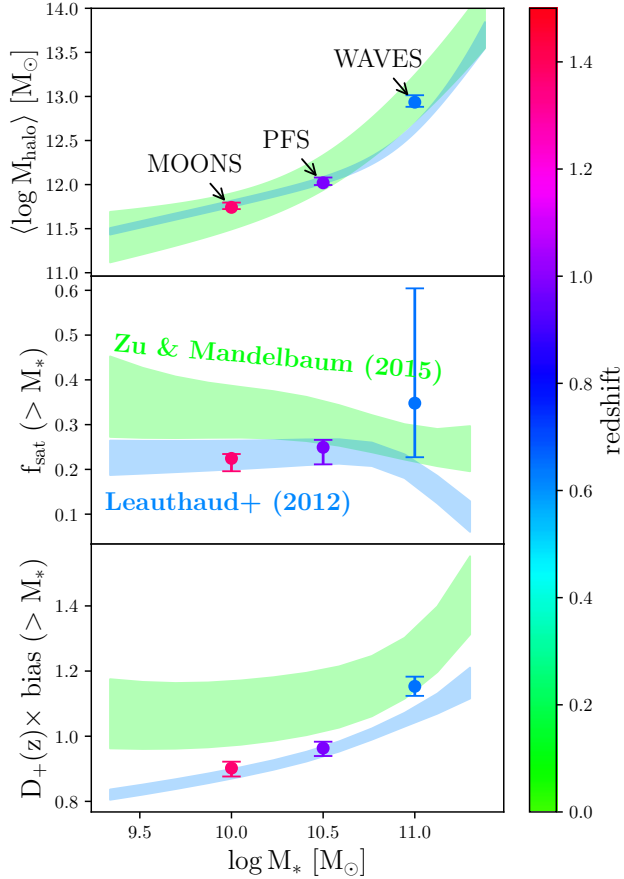 14.0
13.5
13.0
12.5
12.0
11.5
11.0
⟨log M_halo⟩ [M_⊙]
WAVES
PFS
MOONS
0.6
0.5
0.4
0.3
0.2
0.1
f_sat (> M_*)
Zu & Mandelbaum (2015)
Leauthaud+ (2012)
1.4
1.2
1.0
0.8
D_+(z)× bias (> M_*)
9.5 10.0 10.5 11.0
log M_* [M_⊙]
1.4
1.2
1.0
0.8
0.6
0.4
0.2
0.0
redshift